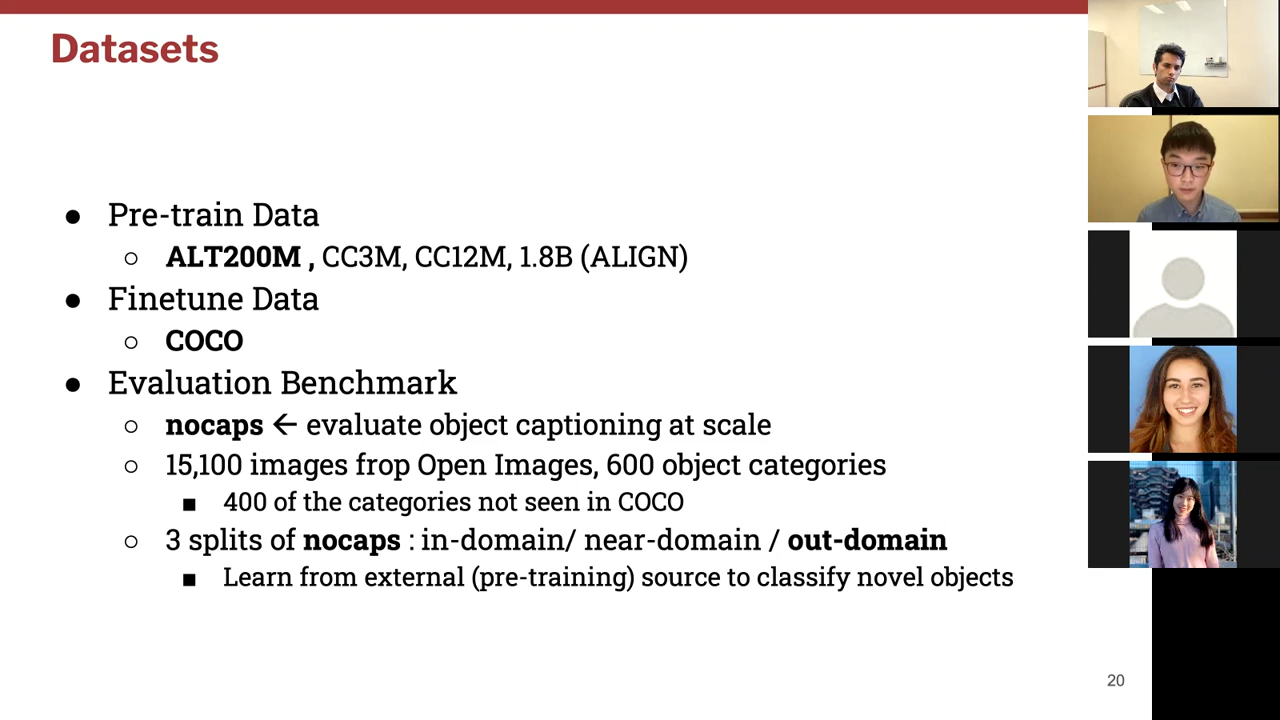 Datasets
● Pre-train Data
○ ALT200M , CC3M, CC12M, 1.8B (ALIGN)
● Finetune Data
○ COCO
● Evaluation Benchmark
○ nocaps ← evaluate object captioning at scale
○ 15,100 images frop Open Images, 600 object categories
■ 400 of the categories not seen in COCO
○ 3 splits of nocaps : in-domain/ near-domain / out-domain
■ Learn from external (pre-training) source to classify novel objects
20